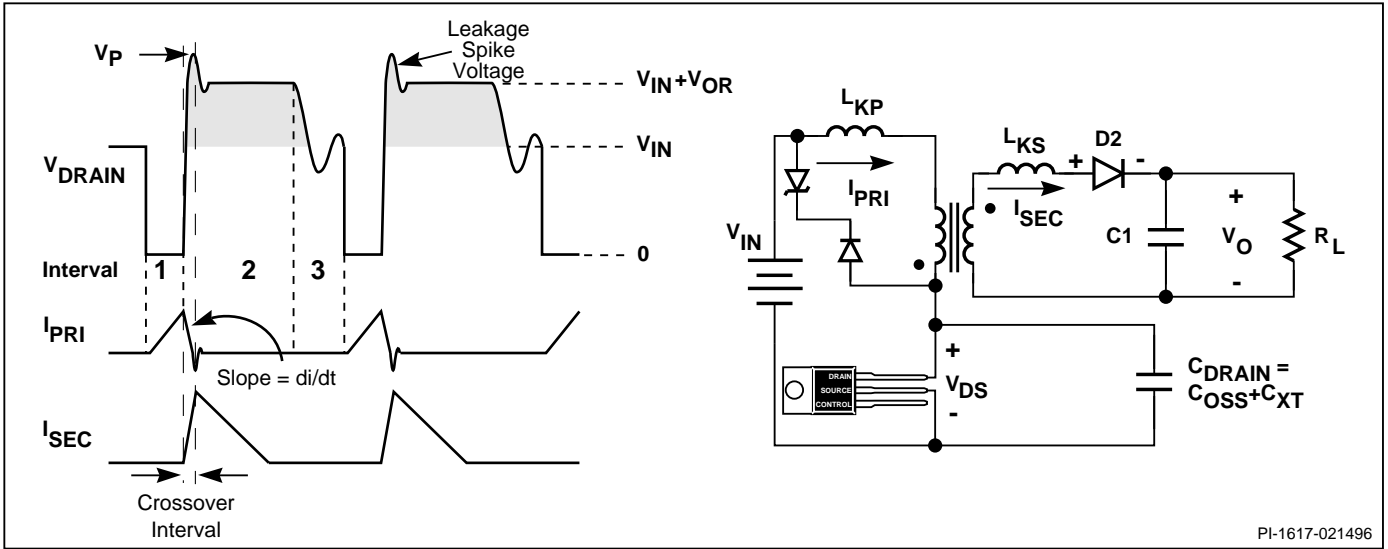 VP
Leakage
Spike
Voltage
VIN+VOR
VIN
VDRAIN
0
Interval
1
2
3
IPRI
Slope = di/dt
ISEC
Crossover
Interval
LKP
LKS
D2
+
-
IPRI
ISEC
VIN
C1
+
VO
-
RL
DRAIN
SOURCE
CONTROL
+
VDS
-
CDRAIN =
COSS+CXT
PI-1617-021496